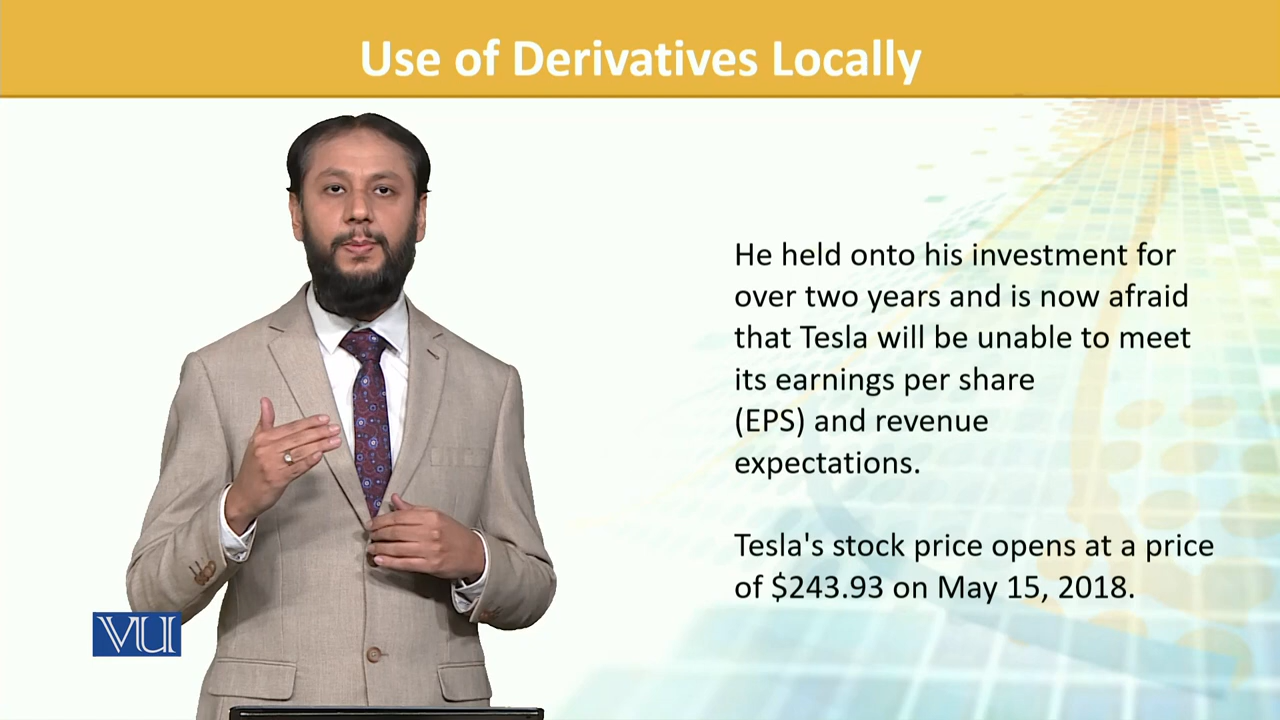 Use of Derivatives Locally
He held onto his investment for
over two years and is now afraid
that Tesla will be unable to meet
its earnings per share
(EPS) and revenue
expectations.
Tesla's stock price opens at a price
of $243.93 on May 15, 2018.
VU